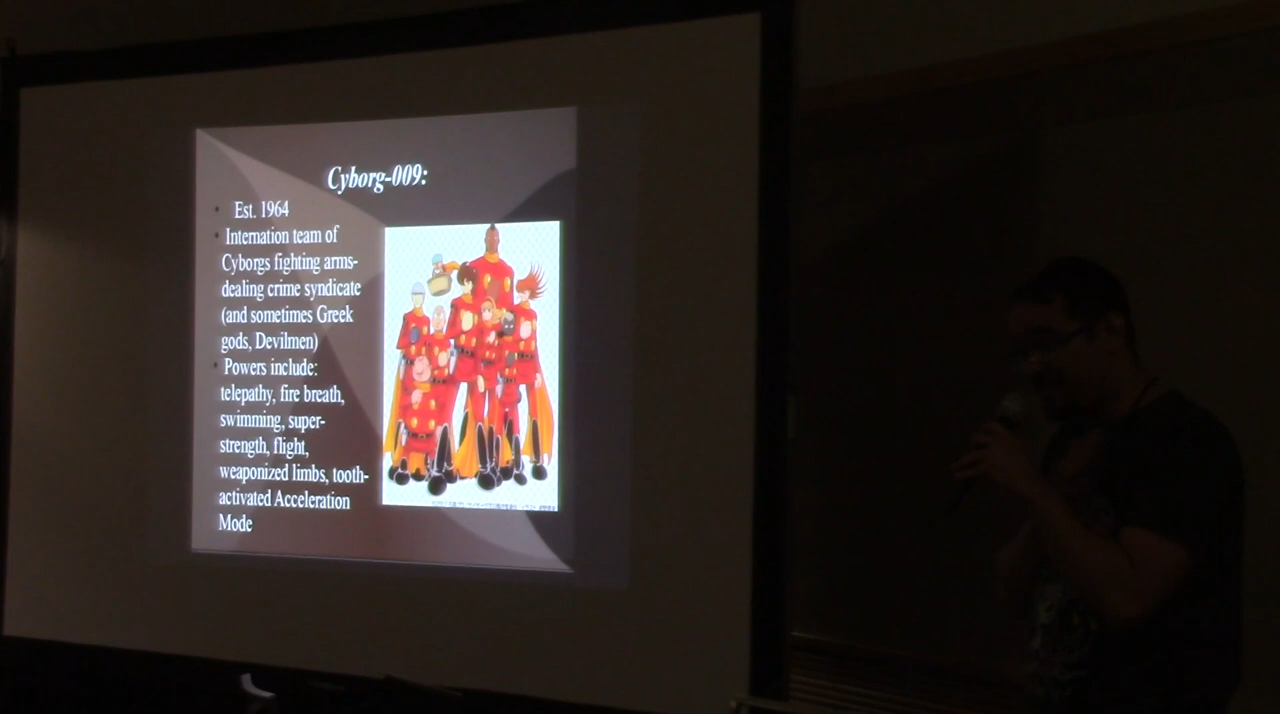 Cyborg-009:
• Est. 1964
• Internation team of
Cyborgs fighting arms-
dealing crime syndicate
(and sometimes Greek
gods, Devilmen)
• Powers include:
telepathy, fire breath,
swimming, super-
strength, flight,
weaponized limbs, tooth-
activated Acceleration
Mode